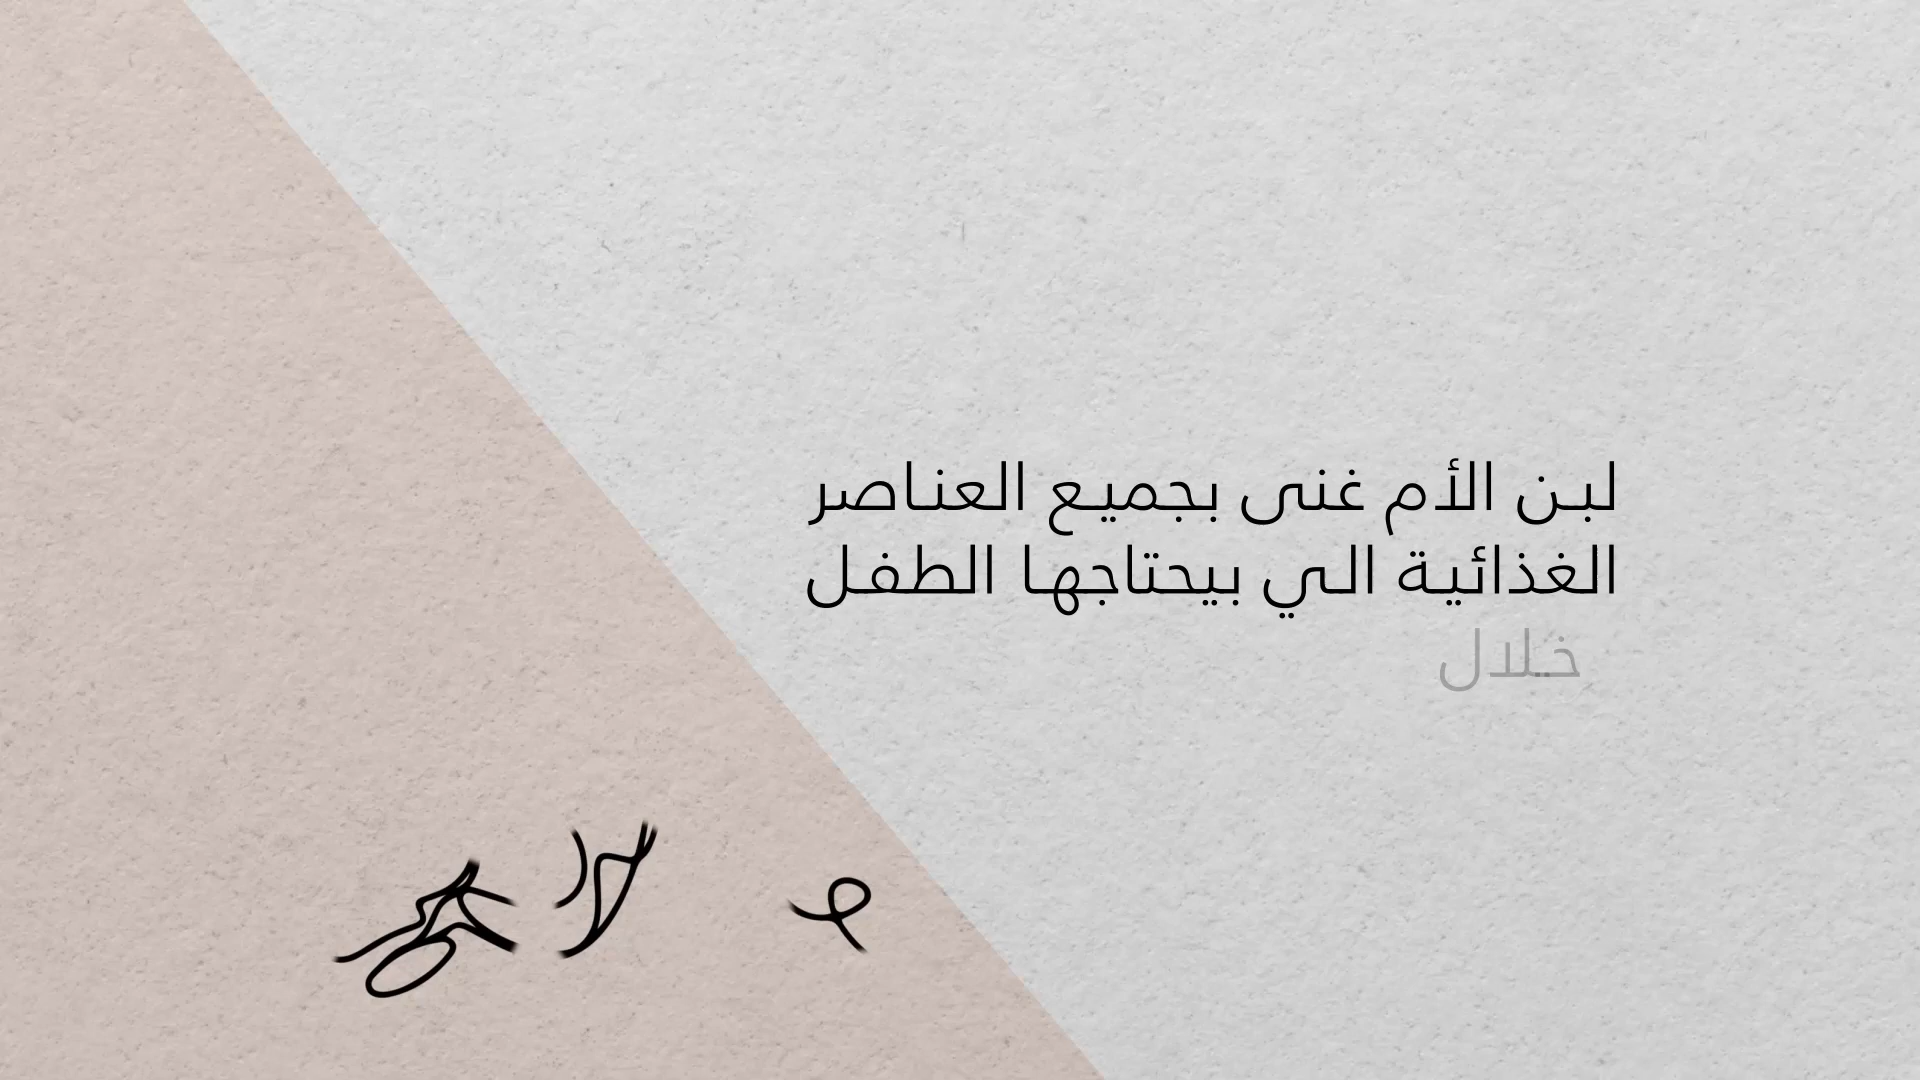 لبن الأم غنى بجميع العناصر
الغذائية الي بيحتاجها الطفل
خلال